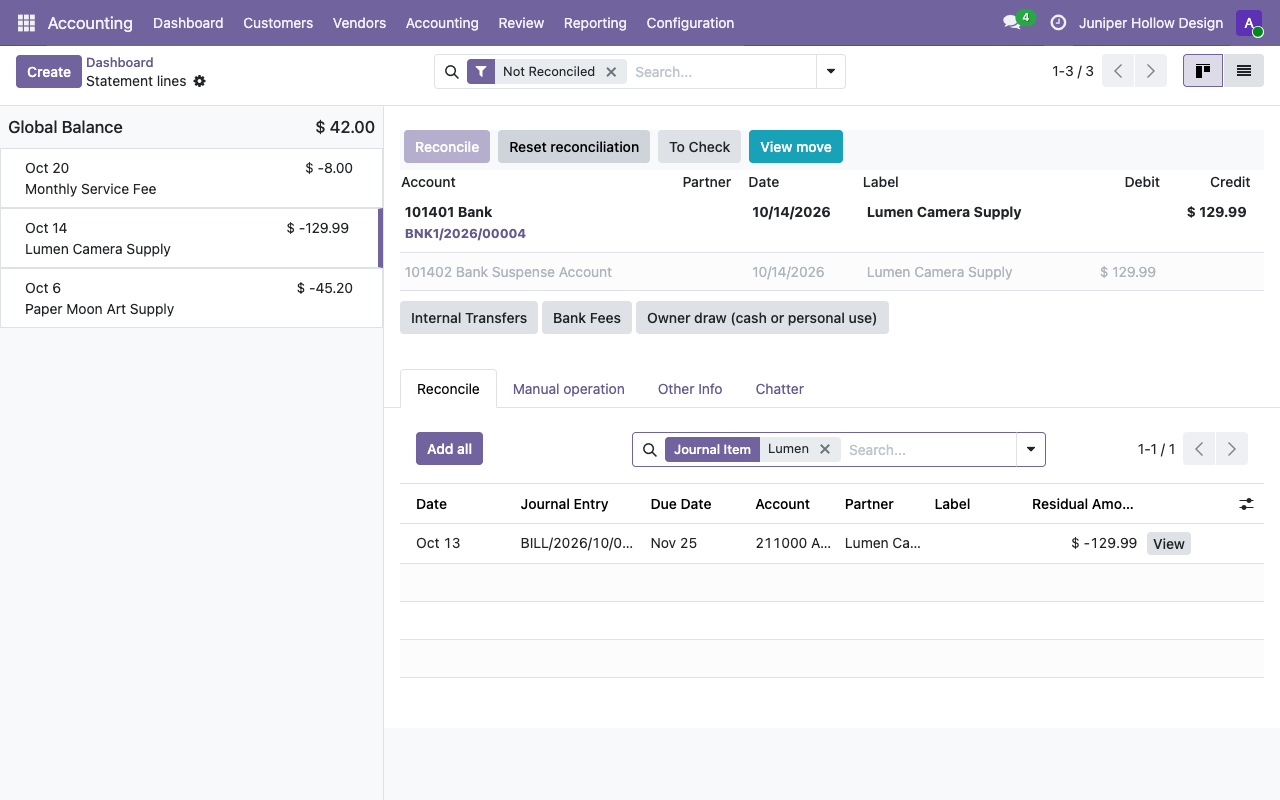 Accounting Dashboard Customers Vendors Accounting Review Reporting Configuration 4 Juniper Hollow Design A
Create Dashboard
Statement lines
Not Reconciled Search... 1-3 / 3
Global Balance $ 42.00
Oct 20 $ -8.00
Monthly Service Fee
Oct 14 $ -129.99
Lumen Camera Supply
Oct 6 $ -45.20
Paper Moon Art Supply
Reconcile Reset reconciliation To Check View move
Account Partner Date Label Debit Credit
101401 Bank 10/14/2026 Lumen Camera Supply $ 129.99
BNK1/2026/00004
101402 Bank Suspense Account 10/14/2026 Lumen Camera Supply $ 129.99
Internal Transfers Bank Fees Owner draw (cash or personal use)
Reconcile Manual operation Other Info Chatter
Add all Journal Item Lumen Search... 1-1 / 1
Date Journal Entry Due Date Account Partner Label Residual Amo...
Oct 13 BILL/2026/10/0... Nov 25 211000 A... Lumen Ca... $ -129.99 View